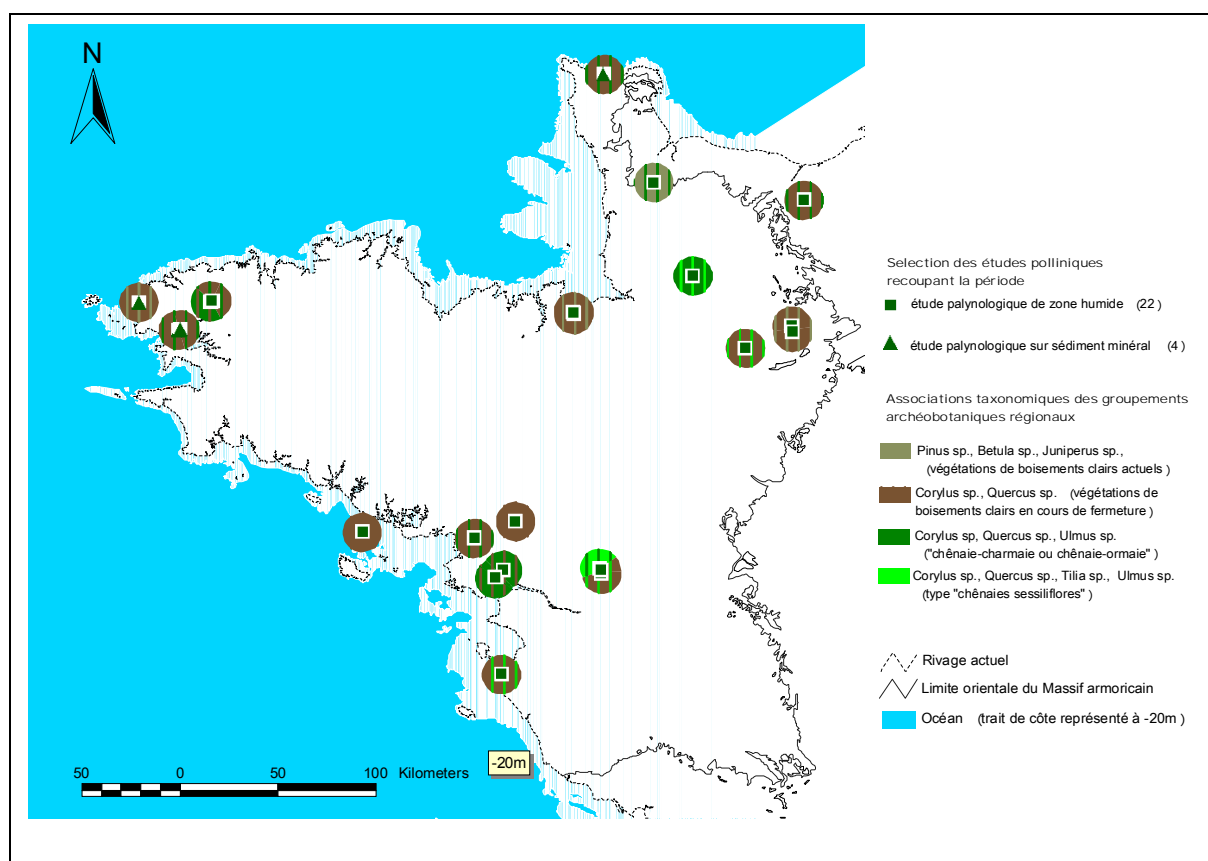 N
Selection des études polliniques
recoupant la période
étude palynologique de zone humide (22)
étude palynologique sur sédiment minéral (4)
Associations taxonomiques des groupements
archéobotaniques régionaux
Pinus sp., Betula sp., Juniperus sp.,
(végétations de boisements clairs actuels )
Corylus sp., Quercus sp. (végétations de
boisements clairs en cours de fermeture)
Corylus sp, Quercus sp., Ulmus sp.
("chênaie-charmaie ou chênaie-ormaie" )
Corylus sp., Quercus sp., Tilia sp., Ulmus sp.
(type "chênaies sessiliflores" )
Rivage actuel
Limite orientale du Massif armoricain
Océan (trait de côte représenté à -20m )
-20m
50 0 50 100 Kilometers